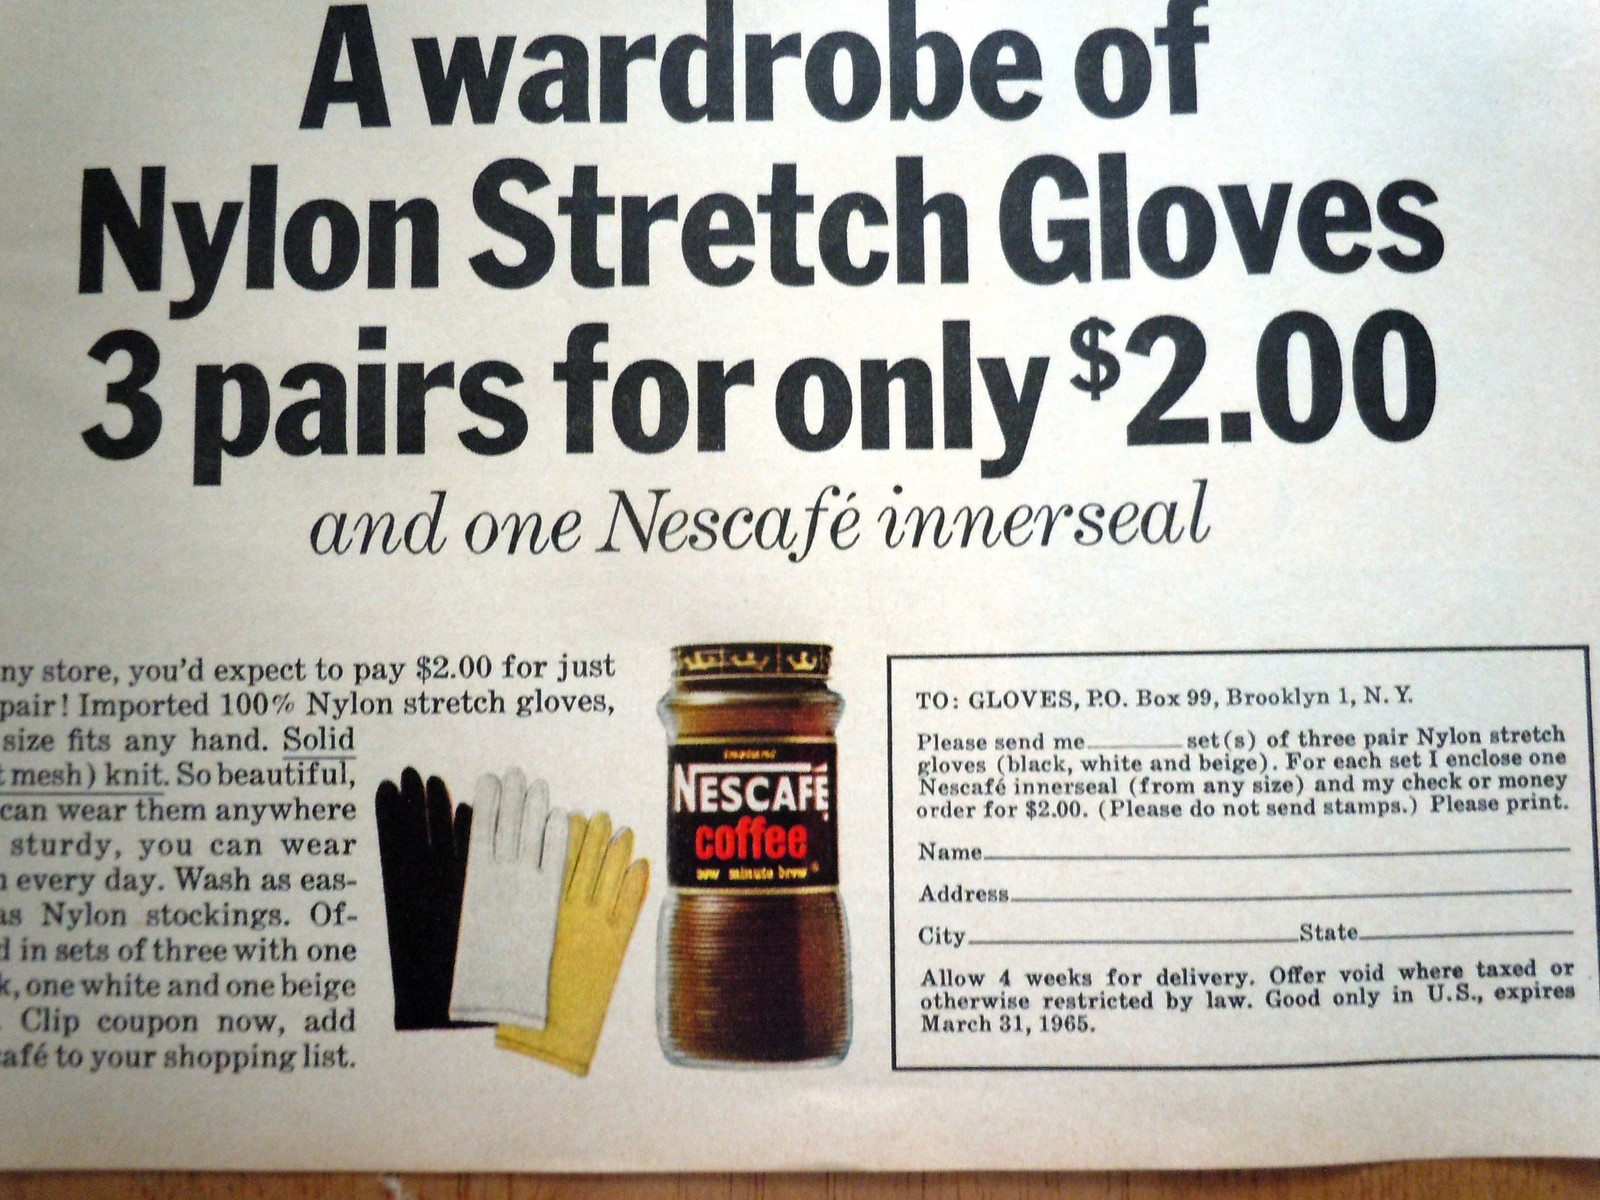 A wardrobe of
Nylon Stretch Gloves
3 pairs for only $2.00
and one Nescafé innerseal
ny store, you'd expect to pay $2.00 for just
pair! Imported 100% Nylon stretch gloves,
size fits any hand. Solid
t mesh) knit. So beautiful,
can wear them anywhere
sturdy, you can wear
n every day. Wash as eas-
as Nylon stockings. Of-
d in sets of three with one
k, one white and one beige
. Clip coupon now, add
afé to your shopping list.
NESCAFÉ
coffee
new minute brew
TO: GLOVES, P.O. Box 99, Brooklyn 1, N. Y.
Please send me______ set(s) of three pair Nylon stretch
gloves (black, white and beige). For each set I enclose one
Nescafé innerseal (from any size) and my check or money
order for $2.00. (Please do not send stamps.) Please print.
Name
Address
City State
Allow 4 weeks for delivery. Offer void where taxed or
otherwise restricted by law. Good only in U.S., expires
March 31, 1965.